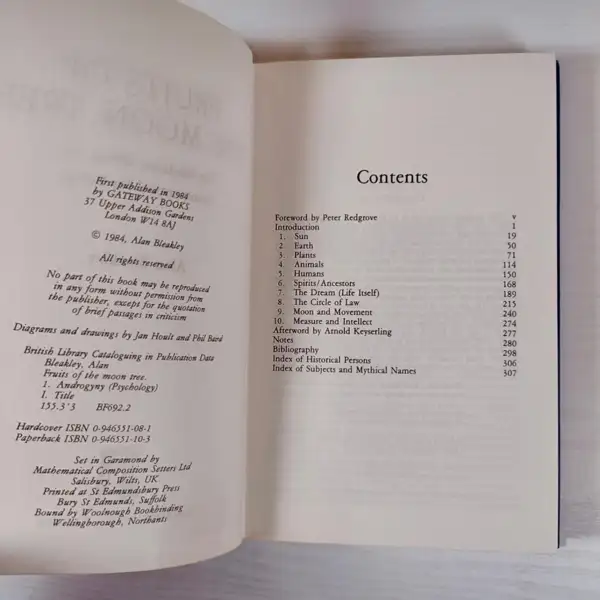 First published in 1984
by GATEWAY BOOKS
37 Upper Addison Gardens
London W14 8AJ
© 1984, Alan Bleakley
All rights reserved
No part of this book may be reproduced
in any form without permission from
the publisher, except for the quotation
of brief passages in criticism
Diagrams and drawings by Jan Hoult and Phil Baird
British Library Cataloguing in Publication Data
Bleakley, Alan
Fruits of the moon tree.
1. Androgyny (Psychology)
I. Title
155.3'3 BF692.2
Hardcover ISBN 0-946551-08-1
Paperback ISBN 0-946551-10-3
Set in Garamond by
Mathematical Composition Setters Ltd
Salisbury, Wilts, UK
Printed at St Edmundsbury Press
Bury St Edmunds, Suffolk
Bound by Woolnough Bookbinding
Wellingborough, Northants
Contents
Foreword by Peter Redgrove v
Introduction 1
1. Sun 19
2 Earth 50
3. Plants 71
4. Animals 114
5. Humans 150
6. Spirits/Ancestors 168
7. The Dream (Life Itself) 189
8. The Circle of Law 215
9. Moon and Movement 240
10. Measure and Intellect 274
Afterword by Arnold Keyserling 277
Notes 280
Bibliography 298
Index of Historical Persons 306
Index of Subjects and Mythical Names 307